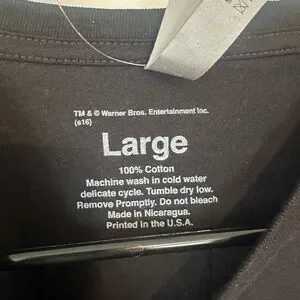 TM & © Warner Bros. Entertainment Inc.
(s16)
Large
100% Cotton
Machine wash in cold water
delicate cycle. Tumble dry low.
Remove Promptly. Do not bleach
Made in Nicaragua.
Printed in the U.S.A.